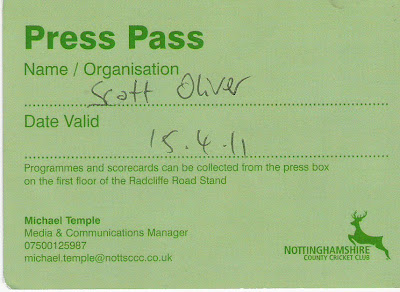 Press Pass
Name / Organisation
Scott Oliver
Date Valid
15.4.11
Programmes and scorecards can be collected from the press box
on the first floor of the Radcliffe Road Stand
Michael Temple
Media & Communications Manager
07500125987
michael.temple@nottsccc.co.uk
NOTTINGHAMSHIRE
COUNTY CRICKET CLUB